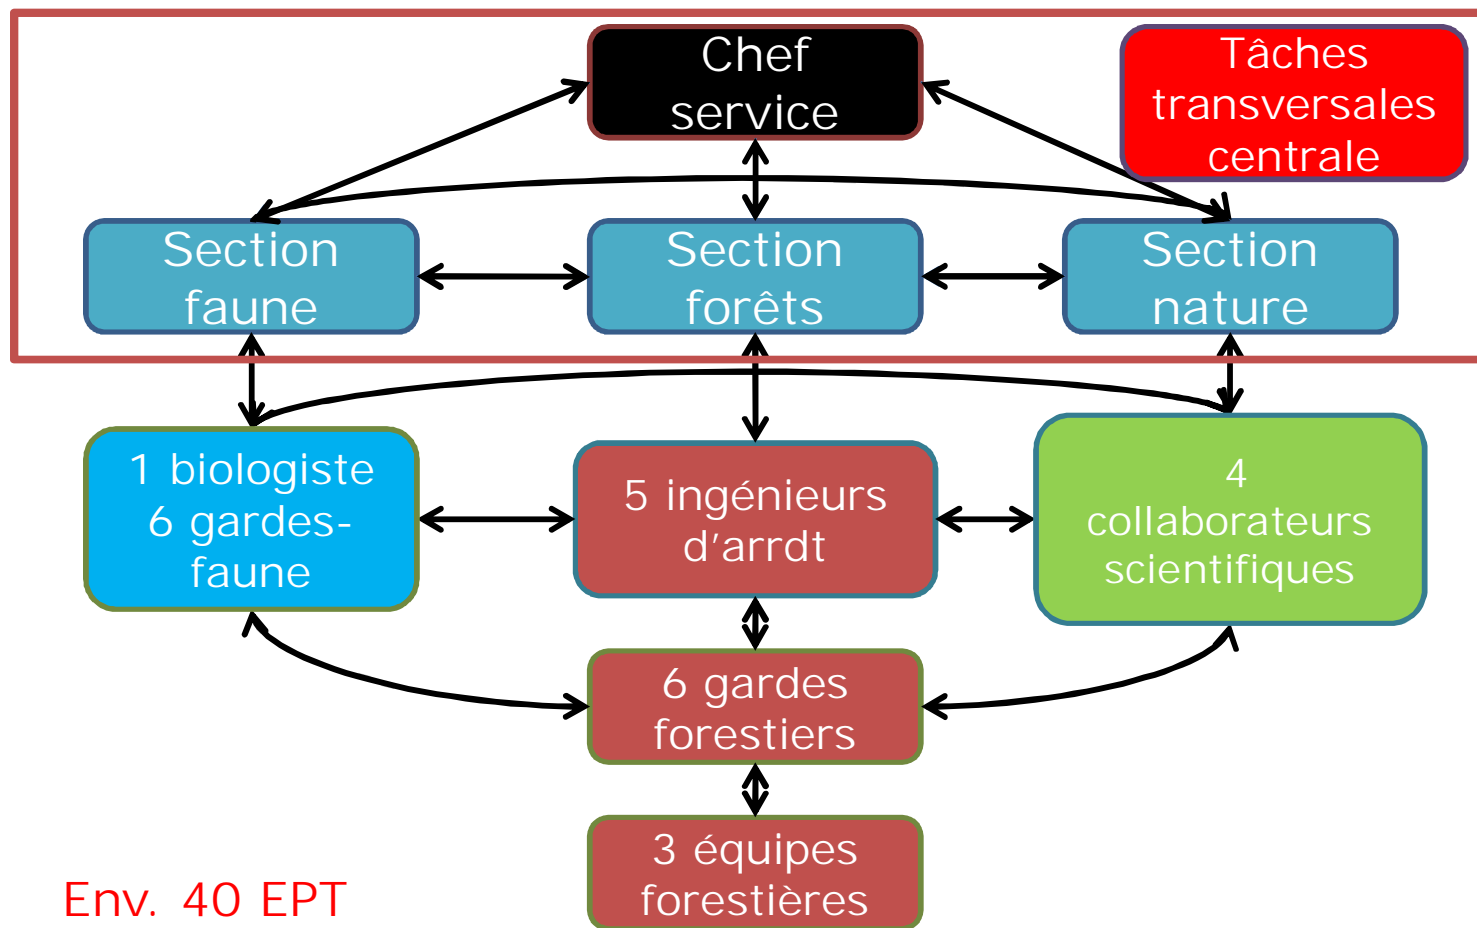 Chef
service
Tâches
transversales
centrale
Section
faune
Section
forêts
Section
nature
1 biologiste
6 gardes-
faune
5 ingénieurs
d'arrdt
4
collaborateurs
scientifiques
6 gardes
forestiers
3 équipes
forestières
Env. 40 EPT